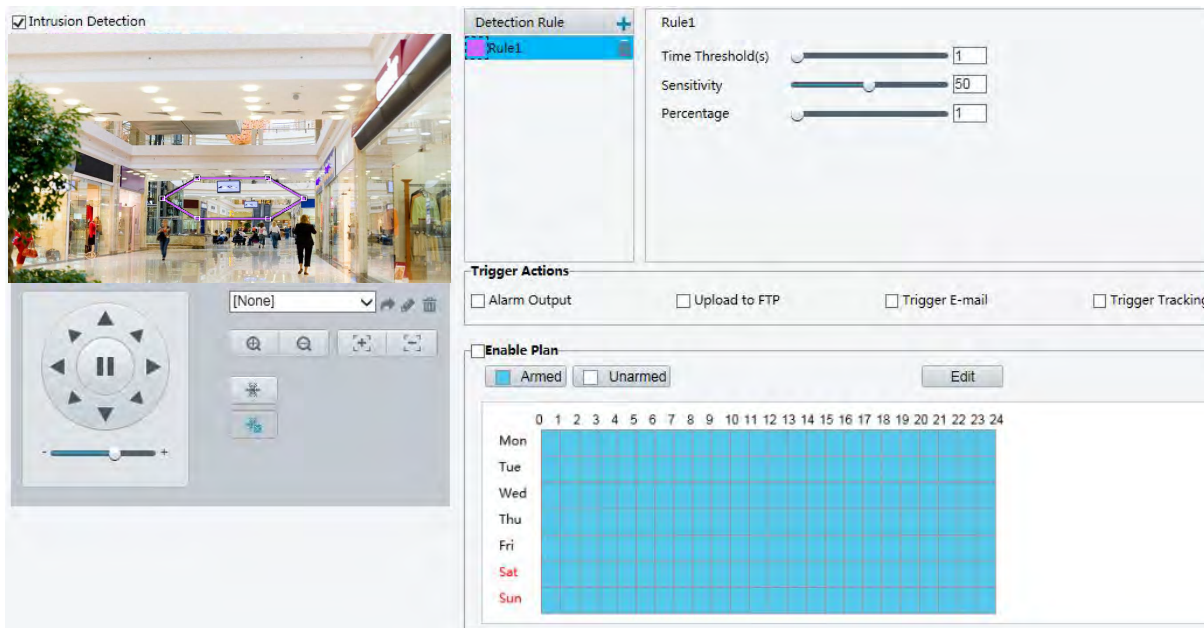 Intrusion Detection
Detection Rule
Rule1
Rule1
Time Threshold(s) 1
Sensitivity 50
Percentage 1
[None]
- +
Trigger Actions
Alarm Output Upload to FTP Trigger E-mail Trigger Tracking
Enable Plan
Armed Unarmed Edit
0 1 2 3 4 5 6 7 8 9 10 11 12 13 14 15 16 17 18 19 20 21 22 23 24
Mon
Tue
Wed
Thu
Fri
Sat
Sun